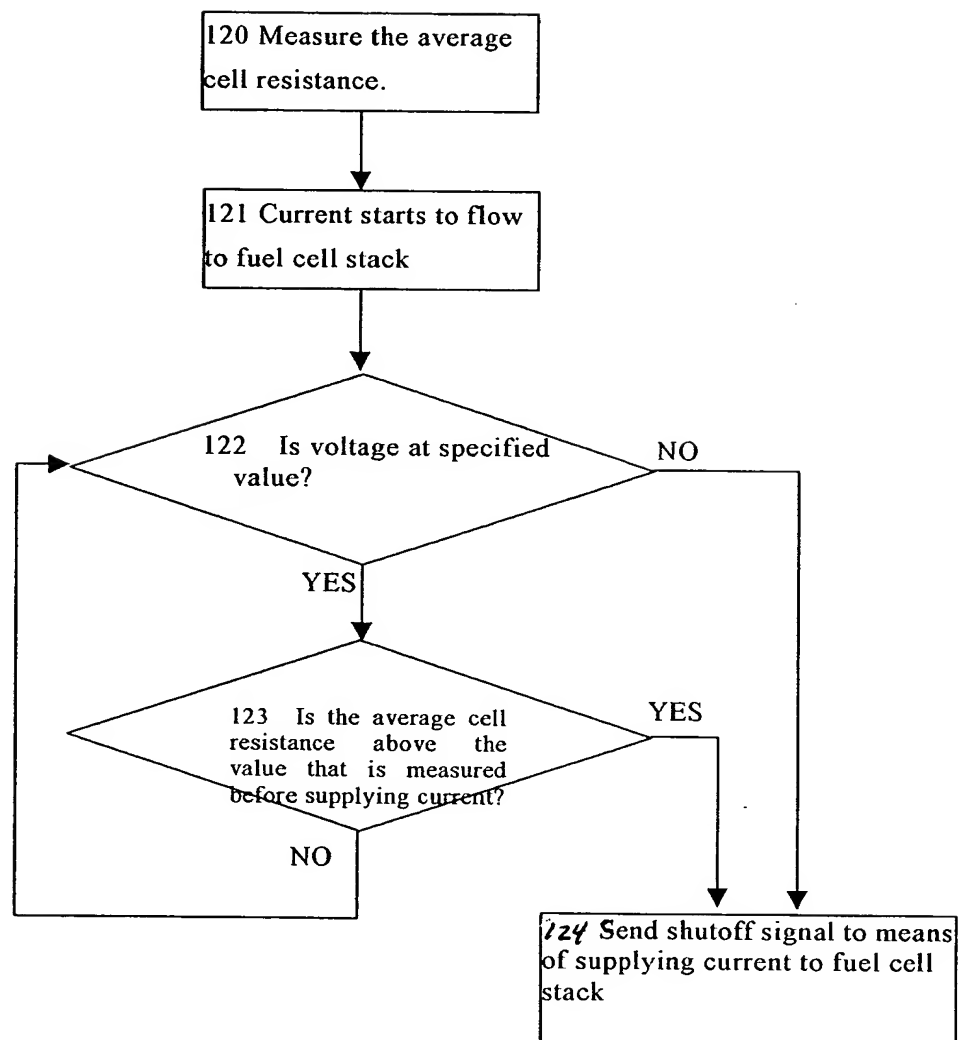 120 Measure the average
cell resistance.
121 Current starts to flow
to fuel cell stack
122 Is voltage at specified
value?
NO
YES
123 Is the average cell
resistance above the
value that is measured
before supplying current?
YES
NO
124 Send shutoff signal to means
of supplying current to fuel cell
stack